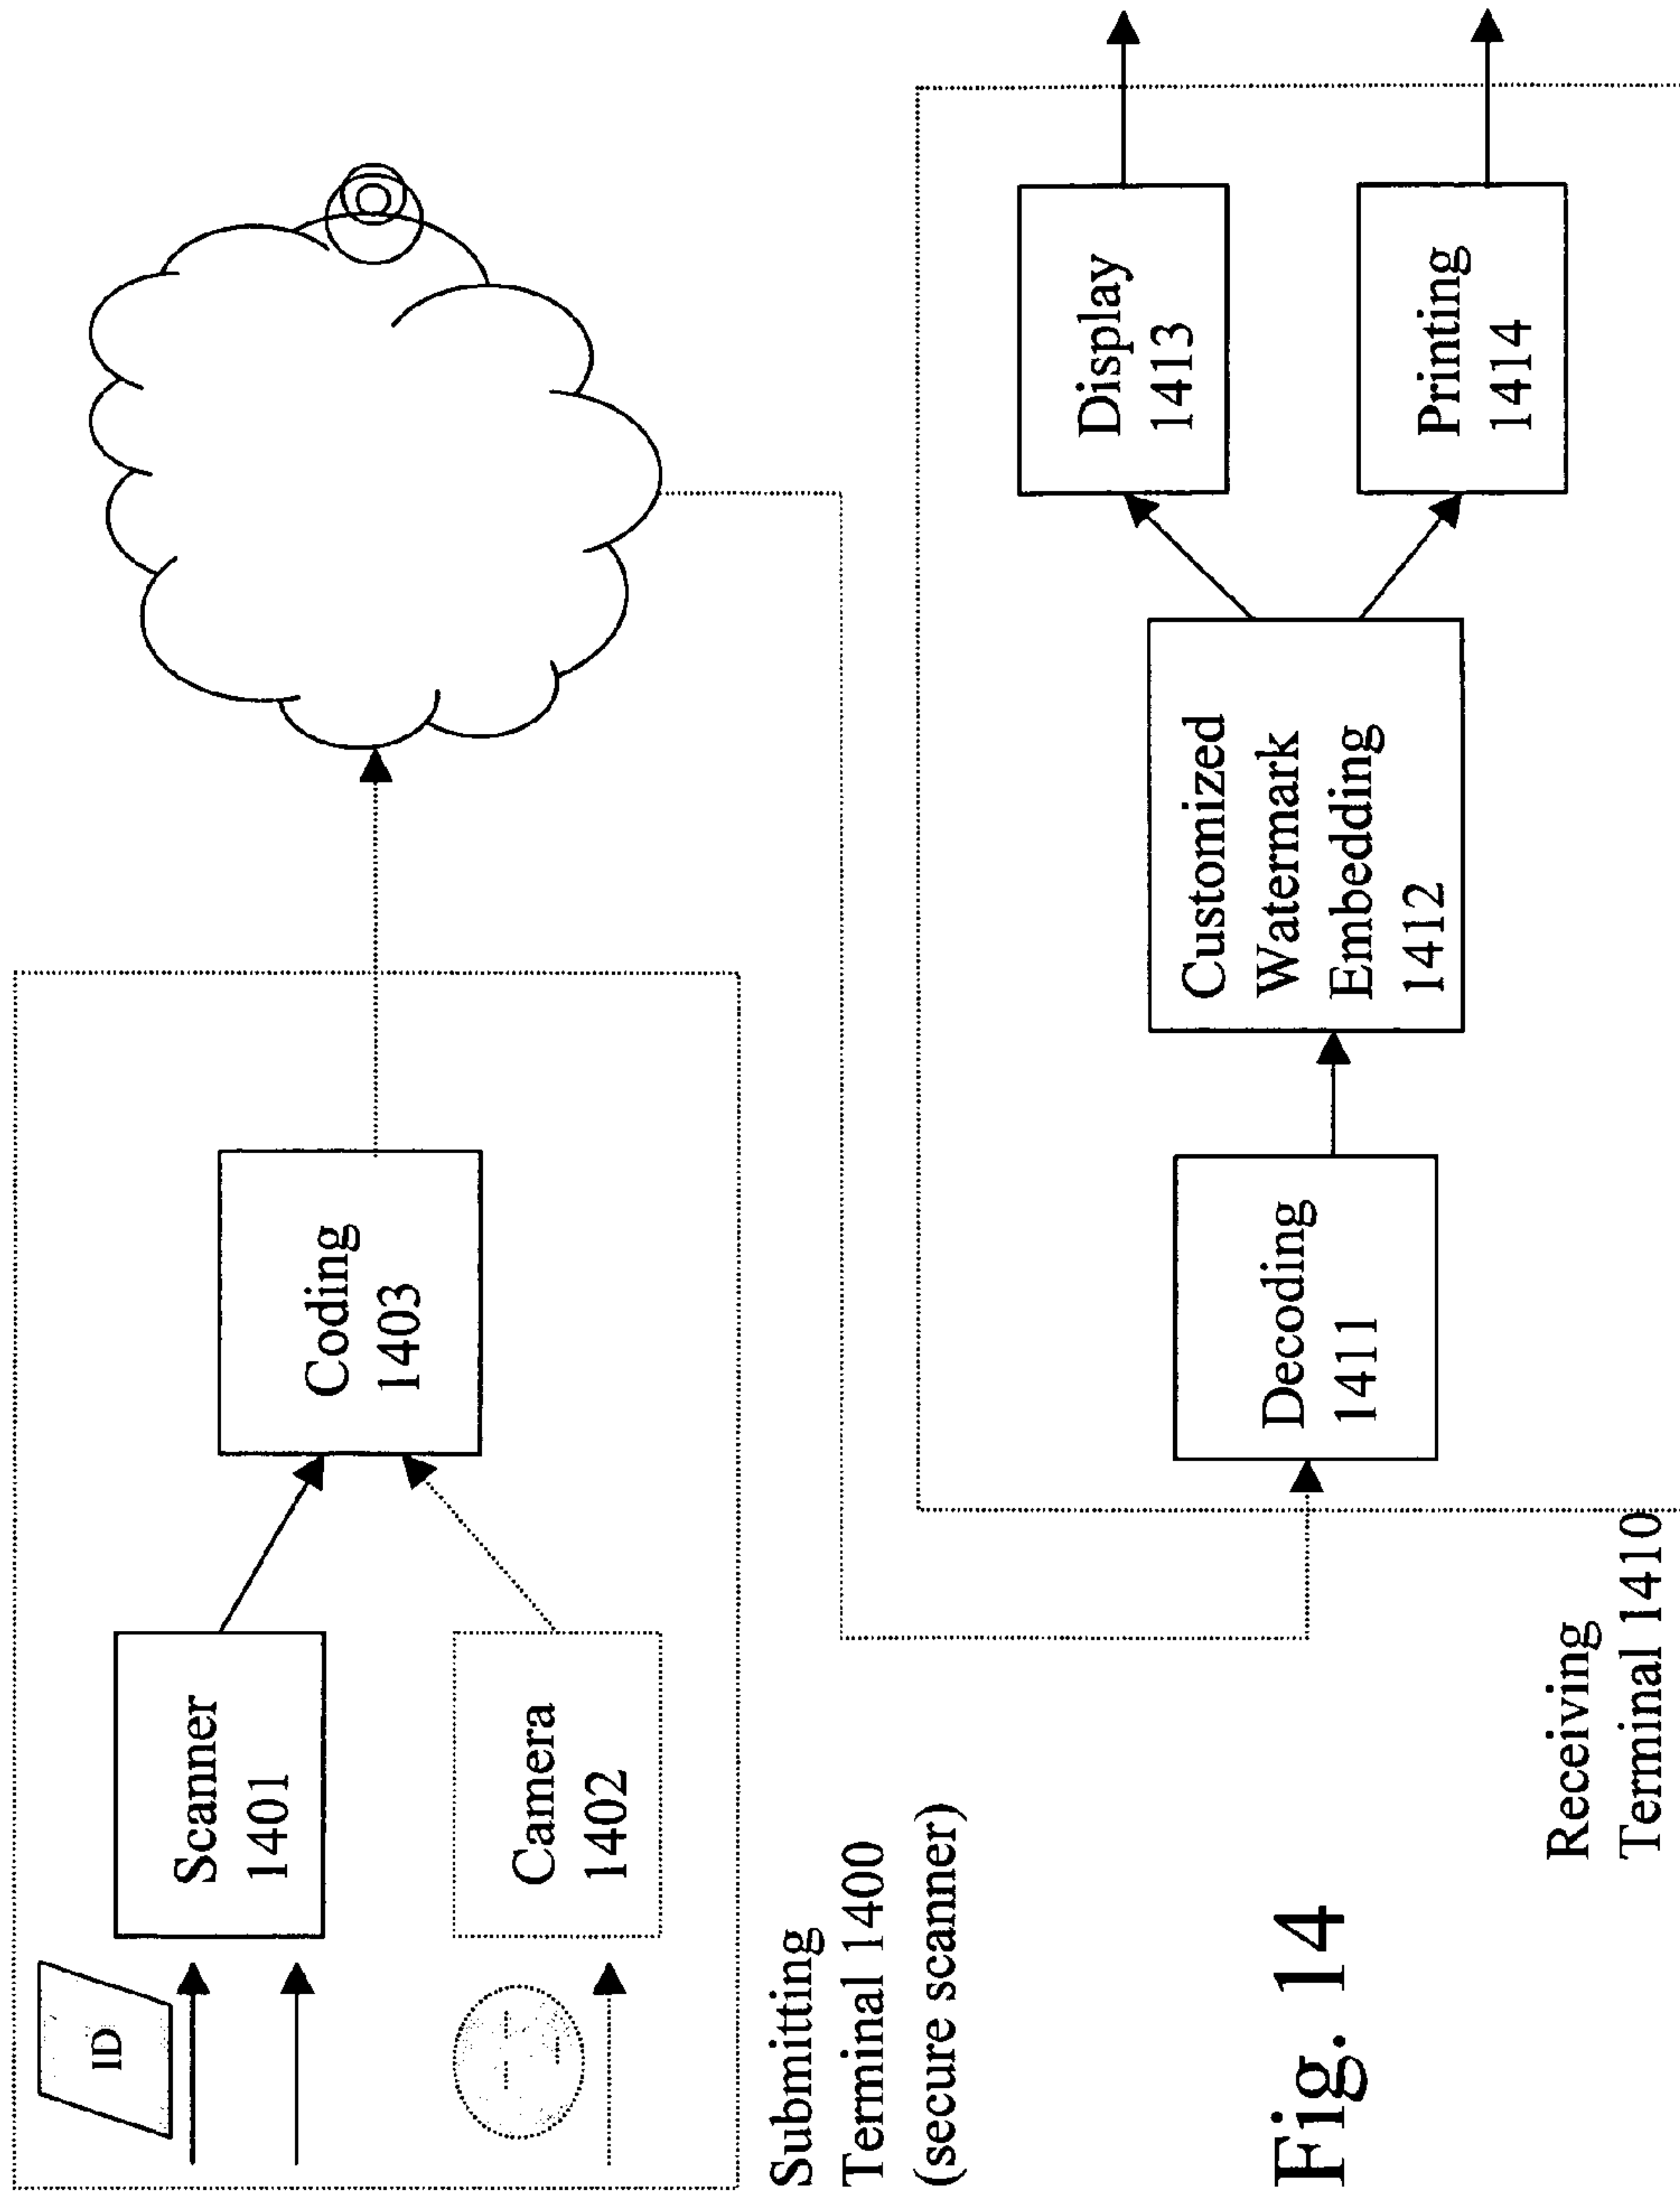 ID
Scanner
1401
Camera
1402
Coding
1403
Submitting
Terminal 1400
(secure scanner)
Decoding
1411
Customized
Watermark
Embedding
1412
Display
1413
Printing
1414
Receiving
Terminal 1410
Fig. 14